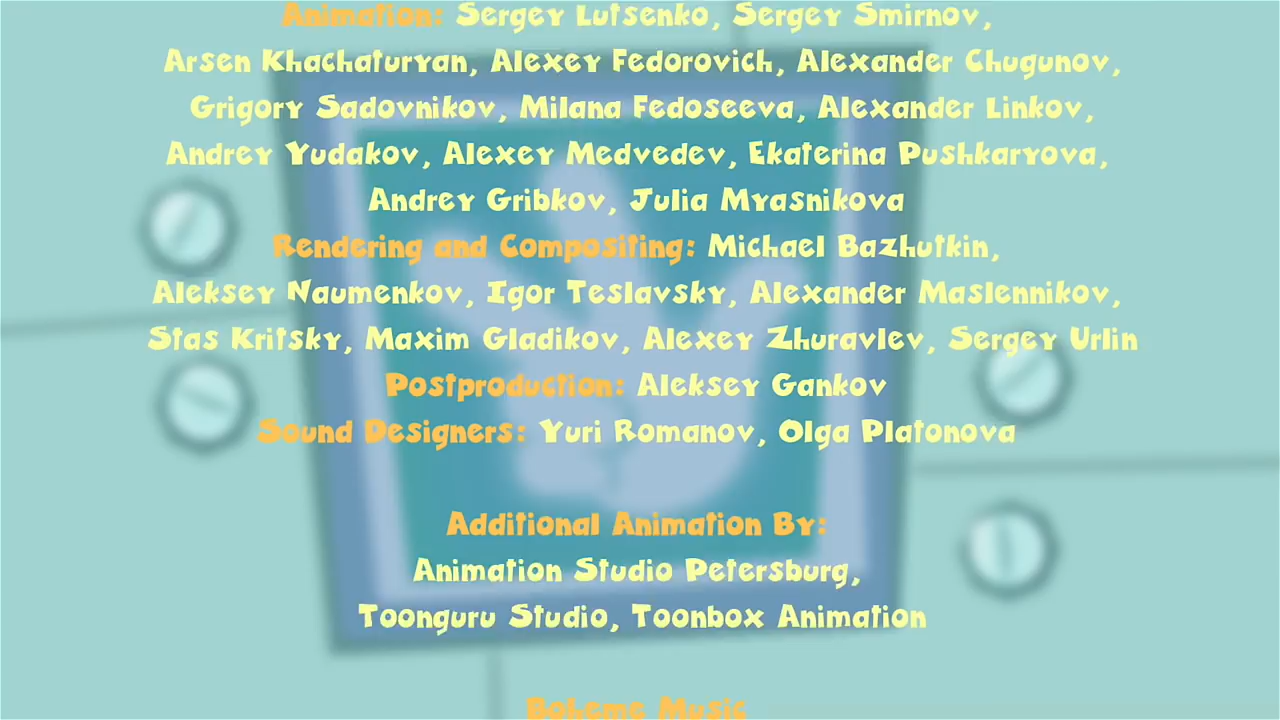 Animation: Sergey Lutsenko, Sergey Smirnov,
Arsen Khachaturyan, Alexey Fedorovich, Alexander Chugunov,
Grigory Sadovnikov, Milana Fedoseeva, Alexander Linkov,
Andrey Yudakov, Alexey Medvedev, Ekaterina Pushkaryova,
Andrey Gribkov, Julia Myasnikova
Rendering and Compositing: Michael Bazhutkin,
Aleksey Naumenkov, Igor Teslavsky, Alexander Maslennikov,
Stas Kritsky, Maxim Gladikov, Alexey Zhuravlev, Sergey Urlin
Postproduction: Aleksey Gankov
Sound Designers: Yuri Romanov, Olga Platonova
Additional Animation By:
Animation Studio Petersburg,
Toonguru Studio, Toonbox Animation
Boheme Music